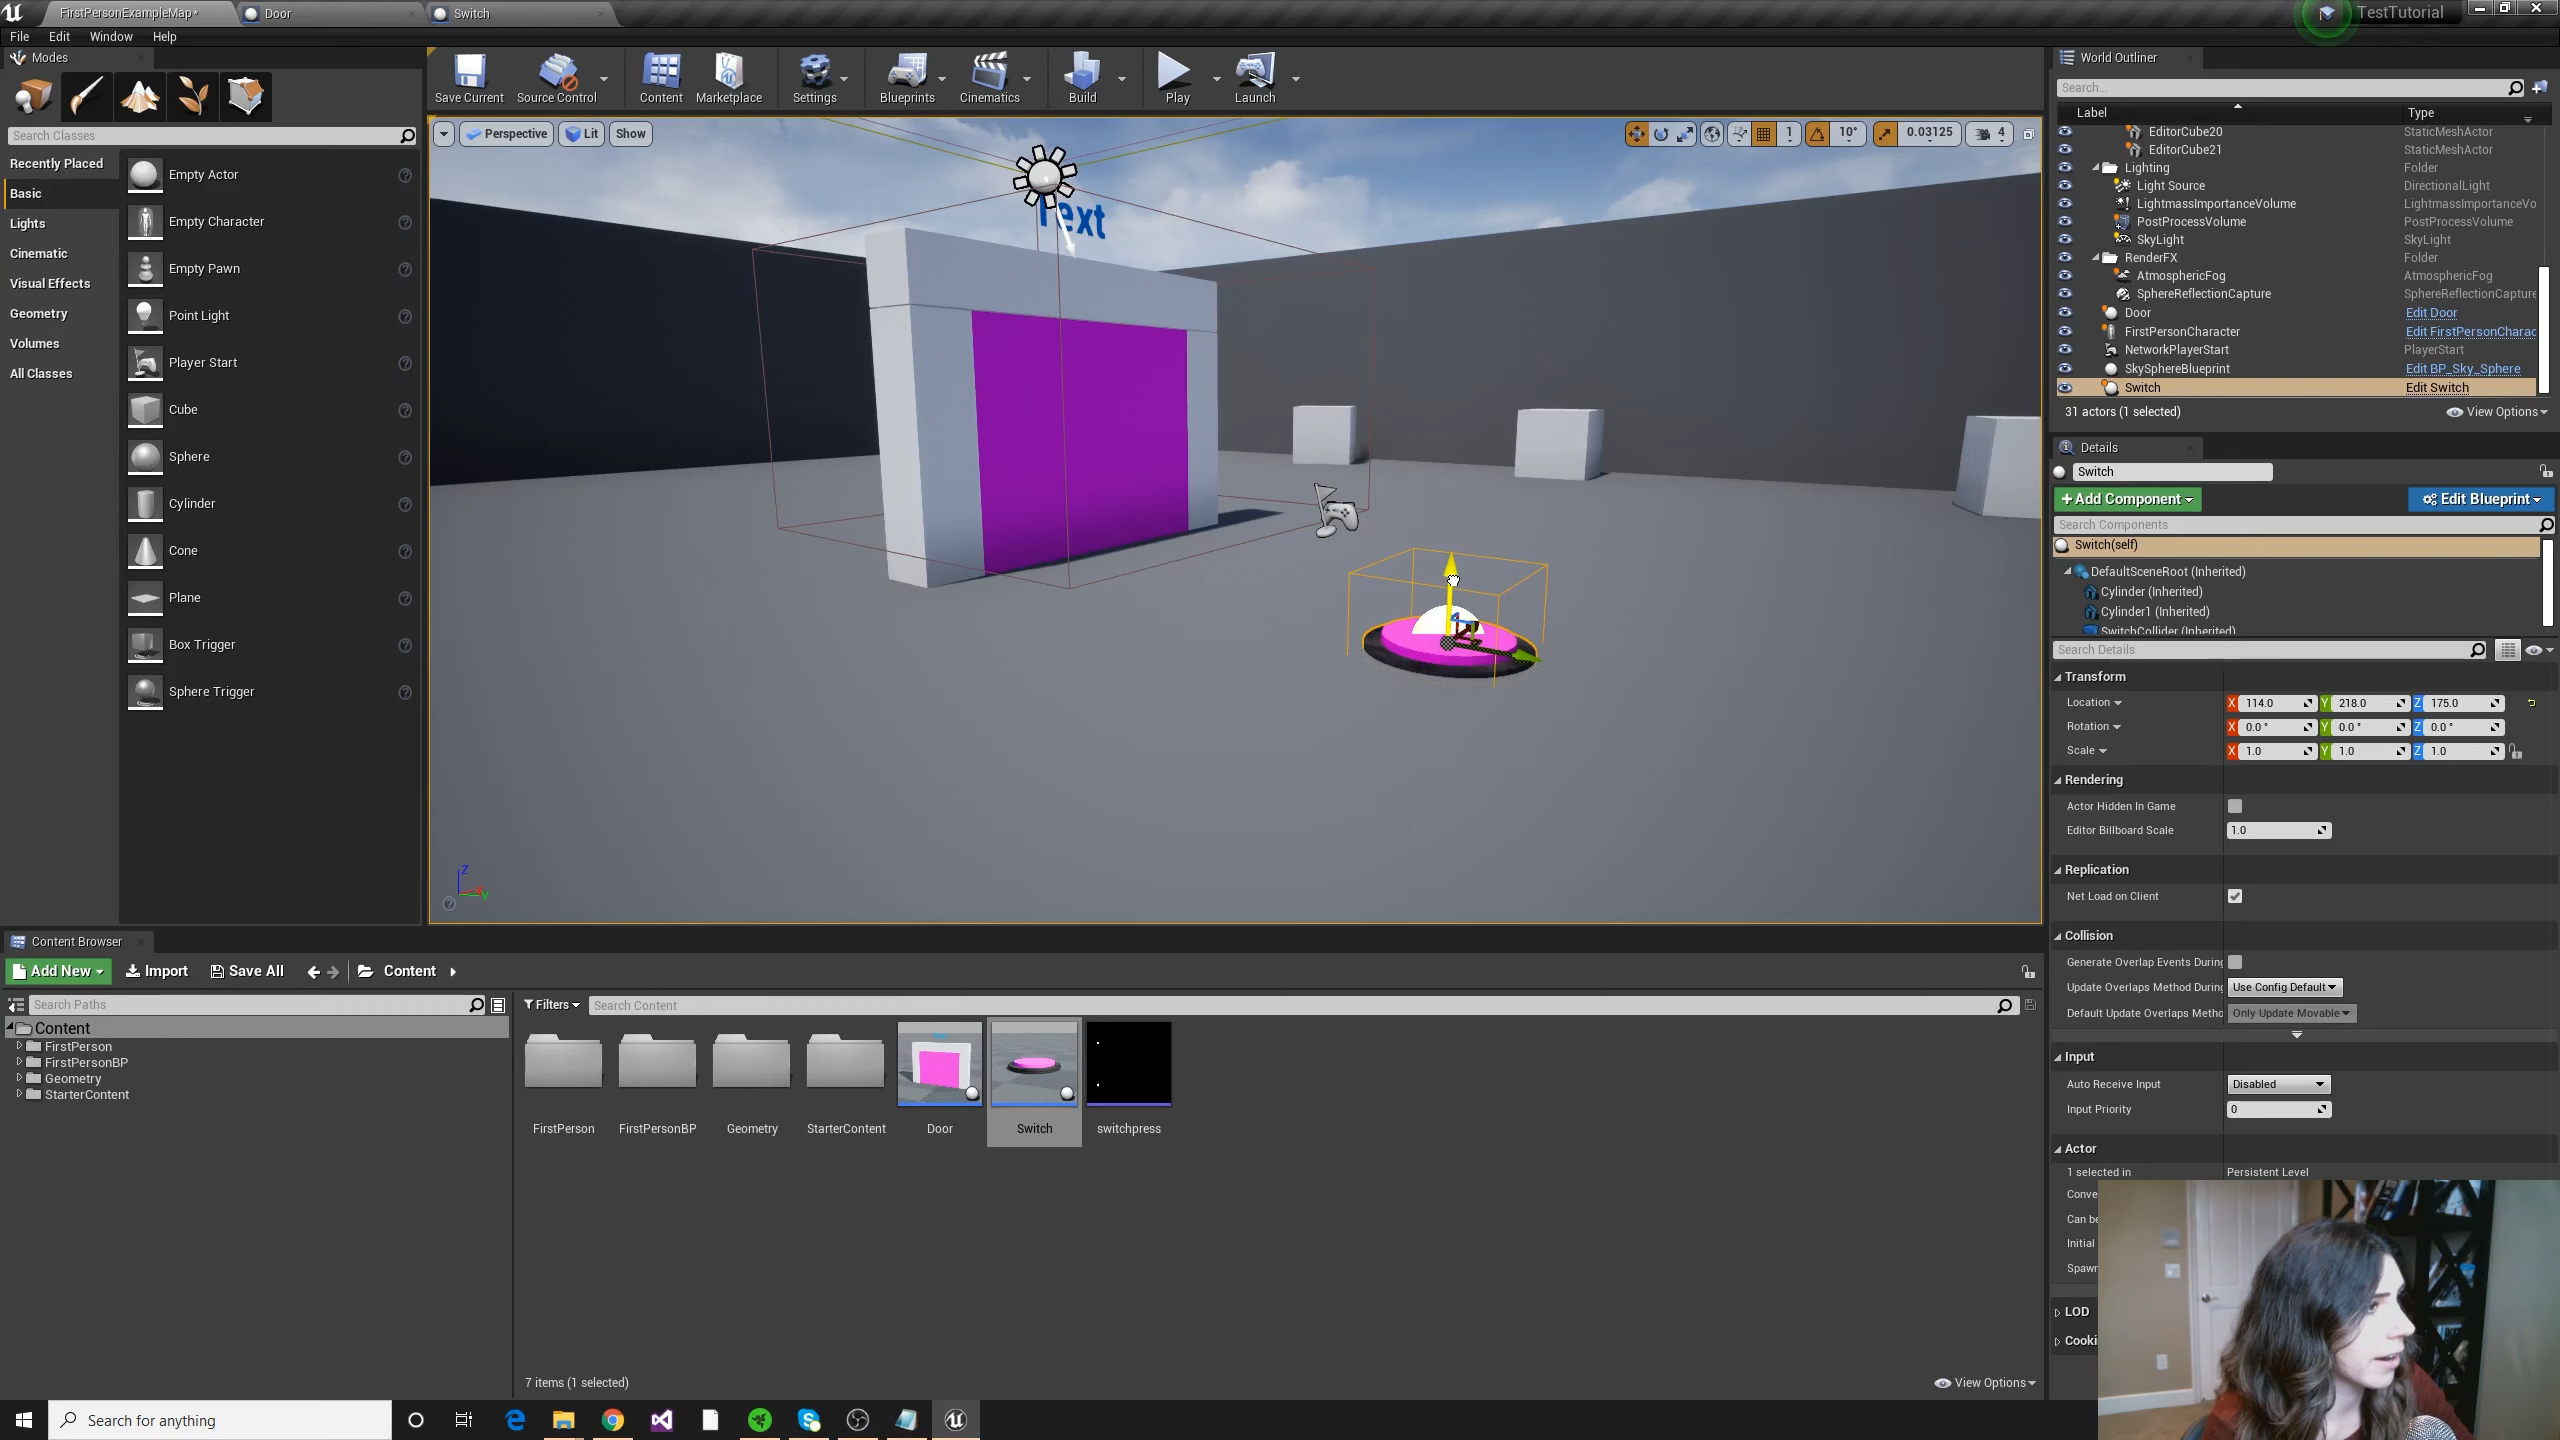 FirstPersonExampleMap*
Door
Switch
TestTutorial
File
Edit
Window
Help
Modes
Search Classes
Recently Placed
Basic
Lights
Cinematic
Visual Effects
Geometry
Volumes
All Classes
Empty Actor
Empty Character
Empty Pawn
Point Light
Player Start
Cube
Sphere
Cylinder
Cone
Plane
Box Trigger
Sphere Trigger
Save Current
Source Control
Content
Marketplace
Settings
Blueprints
Cinematics
Build
Play
Launch
Perspective
Lit
Show
1
10°
0.03125
4
Text
Z
Y
World Outliner
Search...
Label
Type
EditorCube20
StaticMeshActor
EditorCube21
StaticMeshActor
Lighting
Folder
Light Source
DirectionalLight
LightmassImportanceVolume
LightmassImportanceVo
PostProcessVolume
PostProcessVolume
SkyLight
SkyLight
RenderFX
Folder
AtmosphericFog
AtmosphericFog
SphereReflectionCapture
SphereReflectionCapture
Door
Edit Door
FirstPersonCharacter
Edit FirstPersonCharac
NetworkPlayerStart
PlayerStart
SkySphereBlueprint
Edit BP_Sky_Sphere
Switch
Edit Switch
31 actors (1 selected)
View Options
Details
Switch
+Add Component
Edit Blueprint
Search Components
Switch(self)
DefaultSceneRoot (Inherited)
Cylinder (Inherited)
Cylinder1 (Inherited)
SwitchCollider (Inherited)
Search Details
Transform
Location
X 114.0
Y 218.0
Z 175.0
Rotation
X 0.0 °
Y 0.0 °
Z 0.0 °
Scale
X 1.0
Y 1.0
Z 1.0
Rendering
Actor Hidden In Game
Editor Billboard Scale
1.0
Replication
Net Load on Client
Collision
Generate Overlap Events During
Update Overlaps Method During
Use Config Default
Default Update Overlaps Metho
Only Update Movable
Input
Auto Receive Input
Disabled
Input Priority
0
Actor
1 selected in
Persistent Level
Conve
Can be
Initial
Spawn
LOD
Cooki
Content Browser
Add New
Import
Save All
Content
Search Paths
Filters
Search Content
Content
FirstPerson
FirstPersonBP
Geometry
StarterContent
FirstPerson
FirstPersonBP
Geometry
StarterContent
Door
Switch
switchpress
7 items (1 selected)
View Options
Search for anything